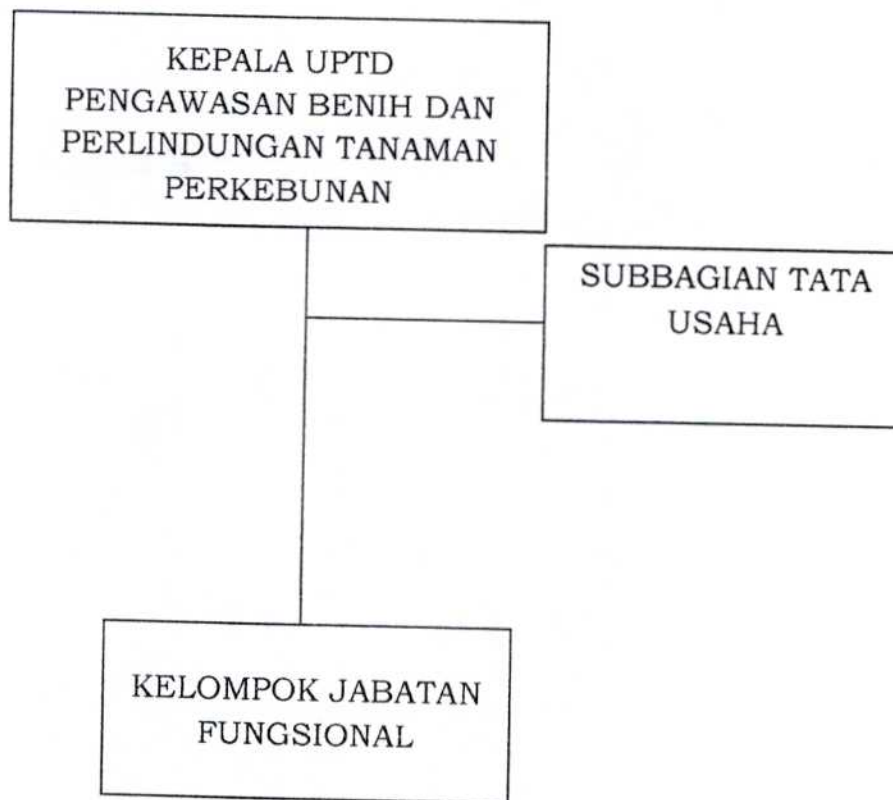 KEPALA UPTD
PENGAWASAN BENIH DAN
PERLINDUNGAN TANAMAN
PERKEBUNAN
SUBBAGIAN TATA
USAHA
KELOMPOK JABATAN
FUNGSIONAL